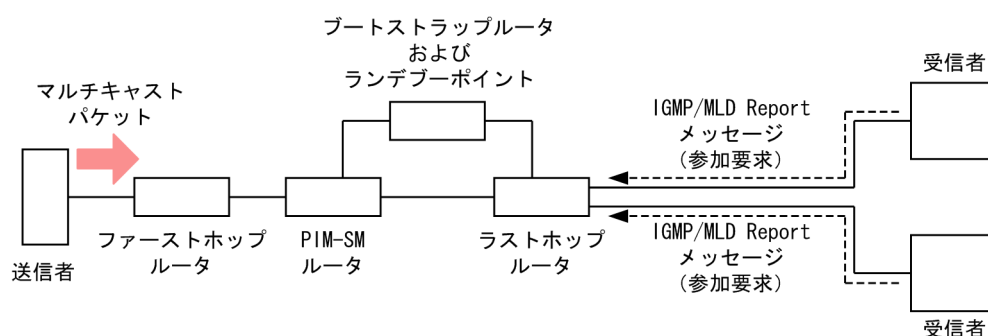 ブートストラップルータ
および
ランデブーポイント
受信者
マルチキャスト
パケット
IGMP/MLD Report
メッセージ
(参加要求)
ファーストホップ
ルータ
PIM-SM
ルータ
ラストホップ
ルータ
IGMP/MLD Report
メッセージ
(参加要求)
送信者
受信者